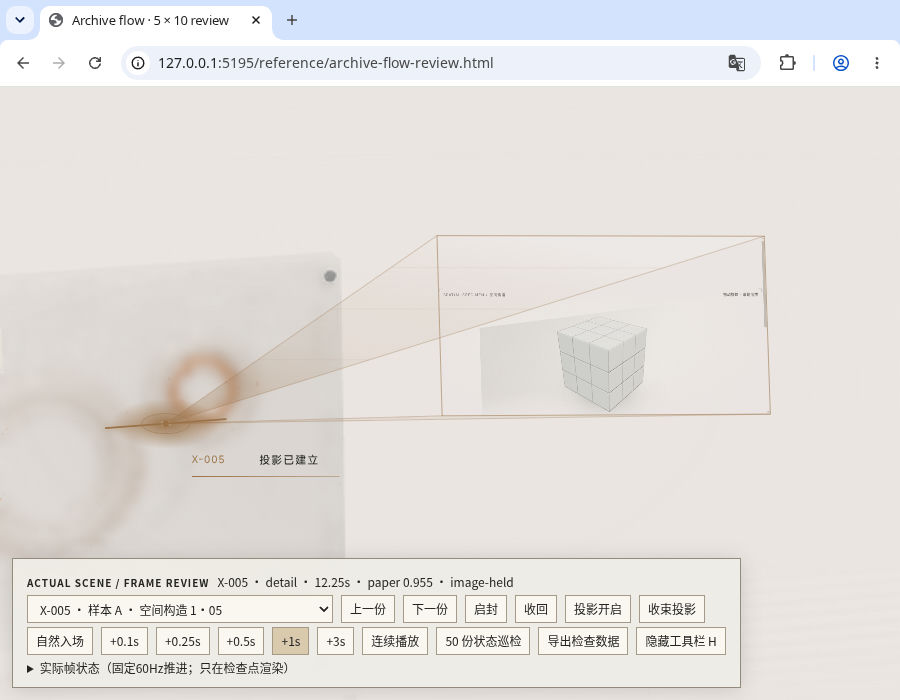 Archive flow · 5 × 10 review
127.0.0.1:5195/reference/archive-flow-review.html
X-005 投影已建立
ACTUAL SCENE / FRAME REVIEW X-005 · detail · 12.25s · paper 0.955 · image-held
X-005 · 样本 A · 空间构造 1 · 05 上一份 下一份 启封 收回 投影开启 收束投影
自然入场 +0.1s +0.25s +0.5s +1s +3s 连续播放 50 份状态巡检 导出检查数据 隐藏工具栏 H
实际帧状态（固定60Hz推进；只在检查点渲染）